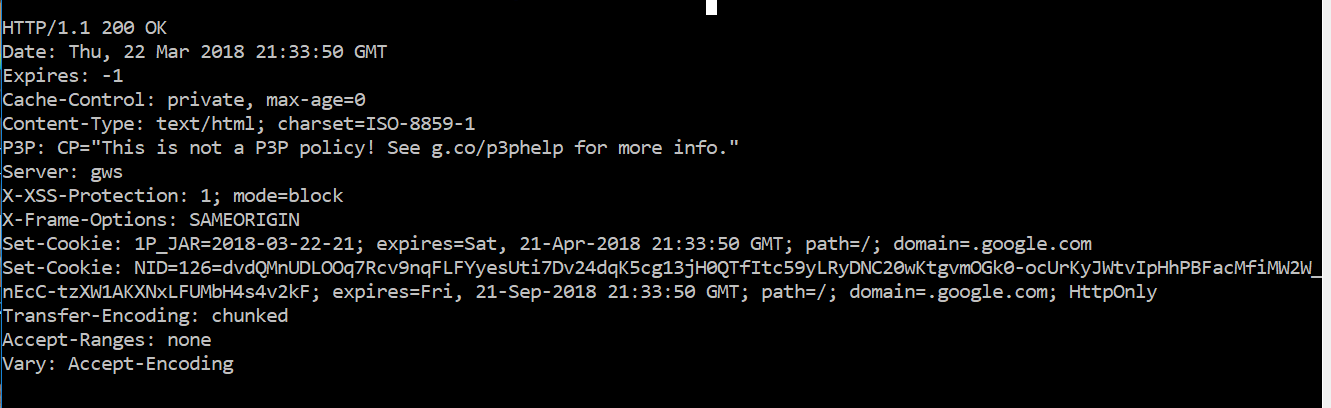 HTTP/1.1 200 OK
Date: Thu, 22 Mar 2018 21:33:50 GMT
Expires: -1
Cache-Control: private, max-age=0
Content-Type: text/html; charset=ISO-8859-1
P3P: CP="This is not a P3P policy! See g.co/p3phelp for more info."
Server: gws
X-XSS-Protection: 1; mode=block
X-Frame-Options: SAMEORIGIN
Set-Cookie: 1P_JAR=2018-03-22-21; expires=Sat, 21-Apr-2018 21:33:50 GMT; path=/; domain=.google.com
Set-Cookie: NID=126=dvdQMnUDLOOq7Rcv9nqFLFYyesUti7Dv24dqK5cg13jH0QTfItc59yLRyDNC20wKtgvmOGk0-ocUrKyJWtvIpHhPBFacMfiMW2W_
nEcC-tzXW1AKXNxLFUMbH4s4v2kF; expires=Fri, 21-Sep-2018 21:33:50 GMT; path=/; domain=.google.com; HttpOnly
Transfer-Encoding: chunked
Accept-Ranges: none
Vary: Accept-Encoding